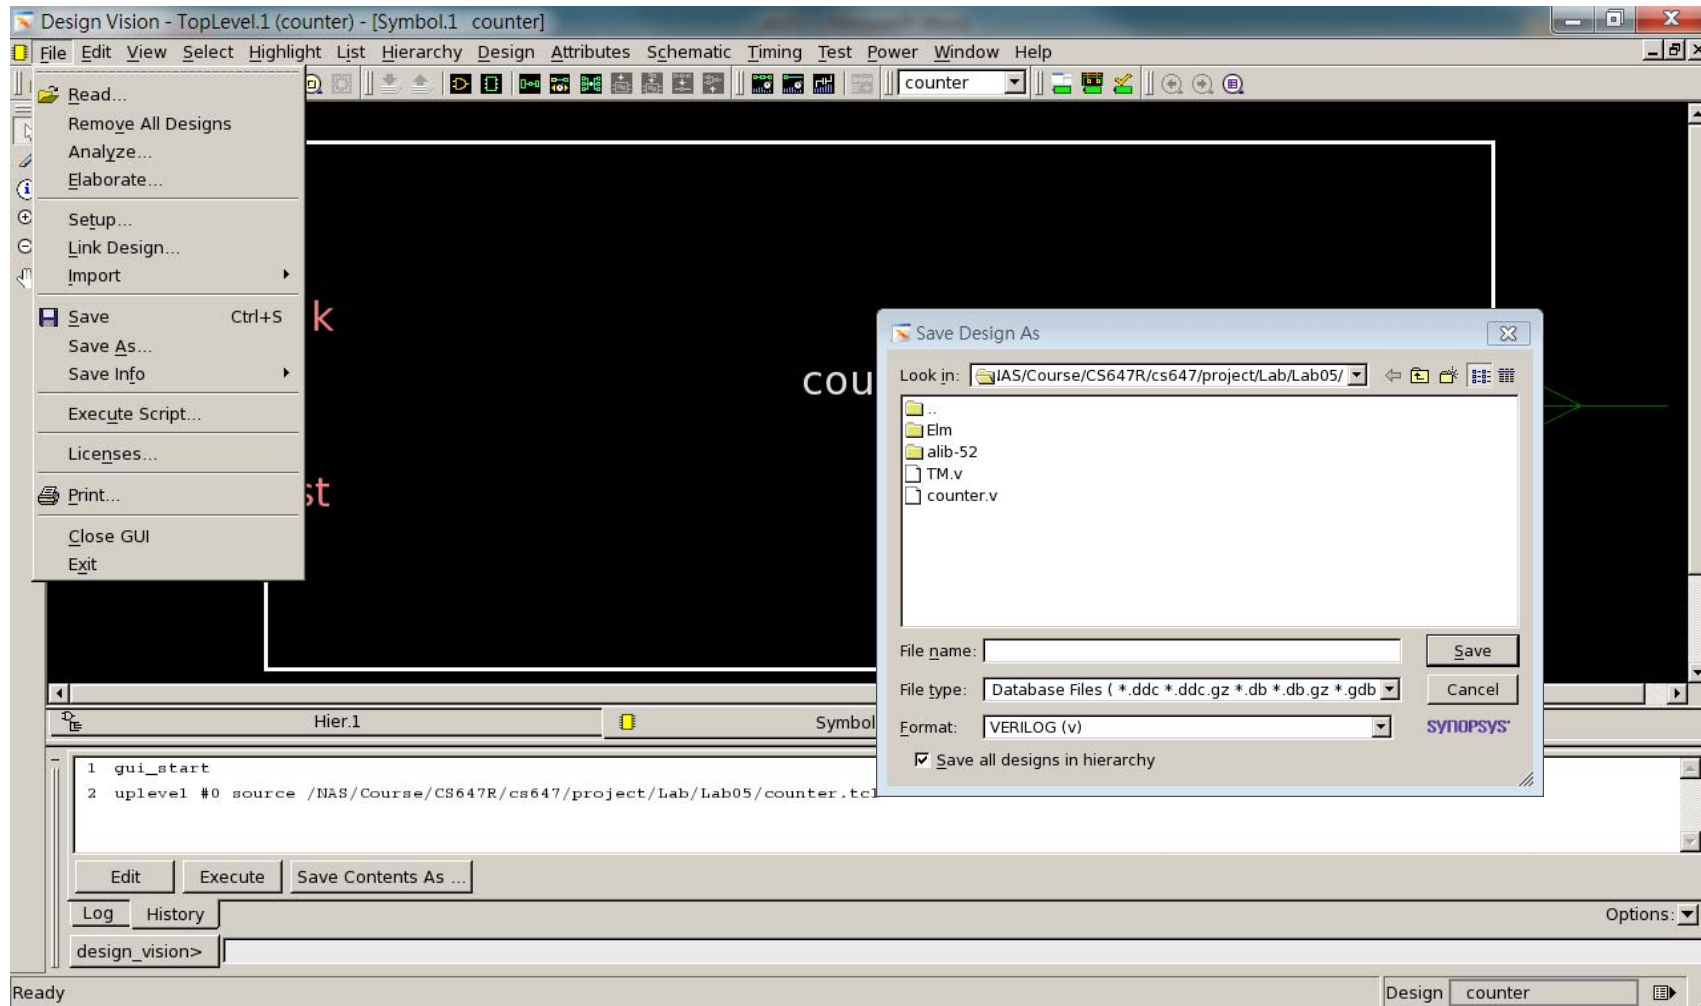 Design Vision - TopLevel.1 (counter) - [Symbol.1 counter]
File Edit View Select Highlight List Hierarchy Design Attributes Schematic Timing Test Power Window Help
counter
Read...
Remove All Designs
Analyze...
Elaborate...
Setup...
Link Design...
Import
Save Ctrl+S
Save As...
Save Info
Execute Script...
Licenses...
Print...
Close GUI
Exit
k
st
cou
Save Design As
Look in: IAS/Course/CS647R/cs647/project/Lab/Lab05/
..
Elm
alib-52
TM.v
counter.v
File name: Save
File type: Database Files ( *.ddc *.ddc.gz *.db *.db.gz *.gdb Cancel
Format: VERILOG (v) SYNOPSYS
Save all designs in hierarchy
Hier.1 Symbol
1 gui_start
2 uplevel #0 source /NAS/Course/CS647R/cs647/project/Lab/Lab05/counter.tcl
Edit Execute Save Contents As ...
Log History Options:
design_vision>
Ready Design counter